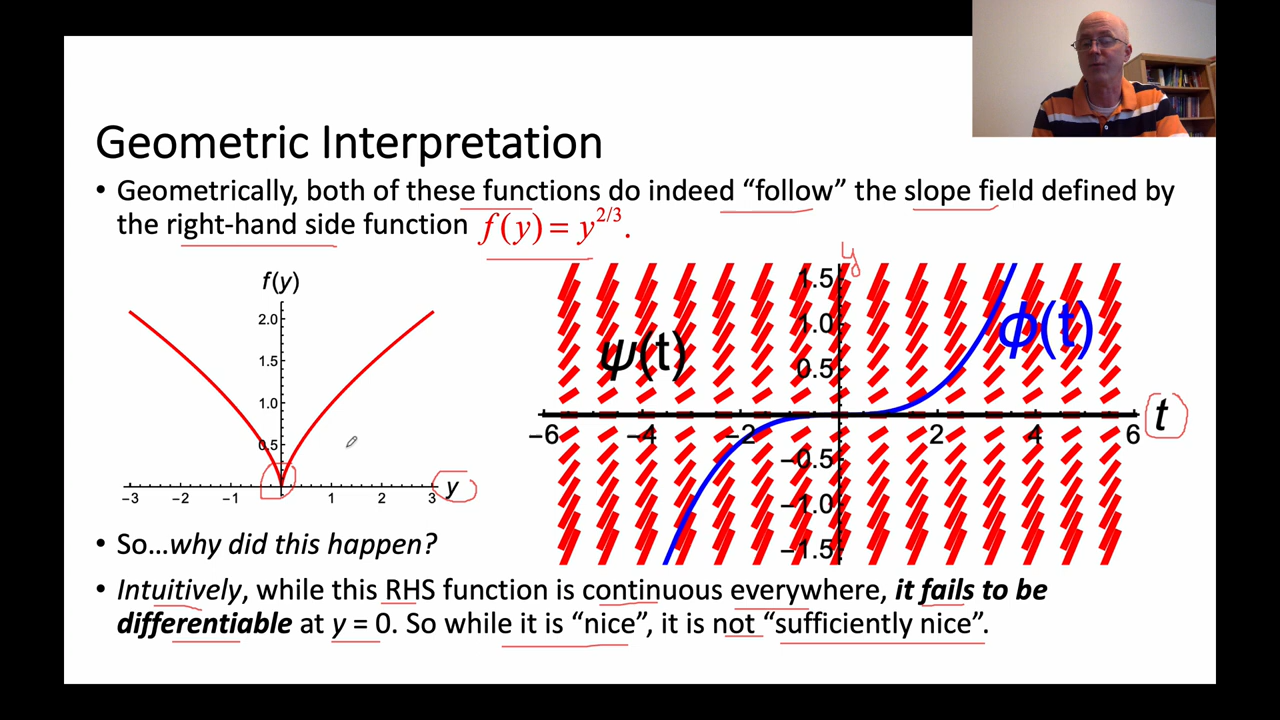 Geometric Interpretation
• Geometrically, both of these functions do indeed “follow” the slope field defined by
the right-hand side function f(y) = y^{2/3}.
f(y)
2.0
1.5
1.0
0.5
−3 −2 −1 1 2 3 y
y
1.5
1.0
0.5
ψ(t)
ϕ(t)
−6 −4 −2 2 4 6 t
−0.5
−1.0
−1.5
• So…why did this happen?
• Intuitively, while this RHS function is continuous everywhere, it fails to be
differentiable at y = 0. So while it is “nice”, it is not “sufficiently nice”.